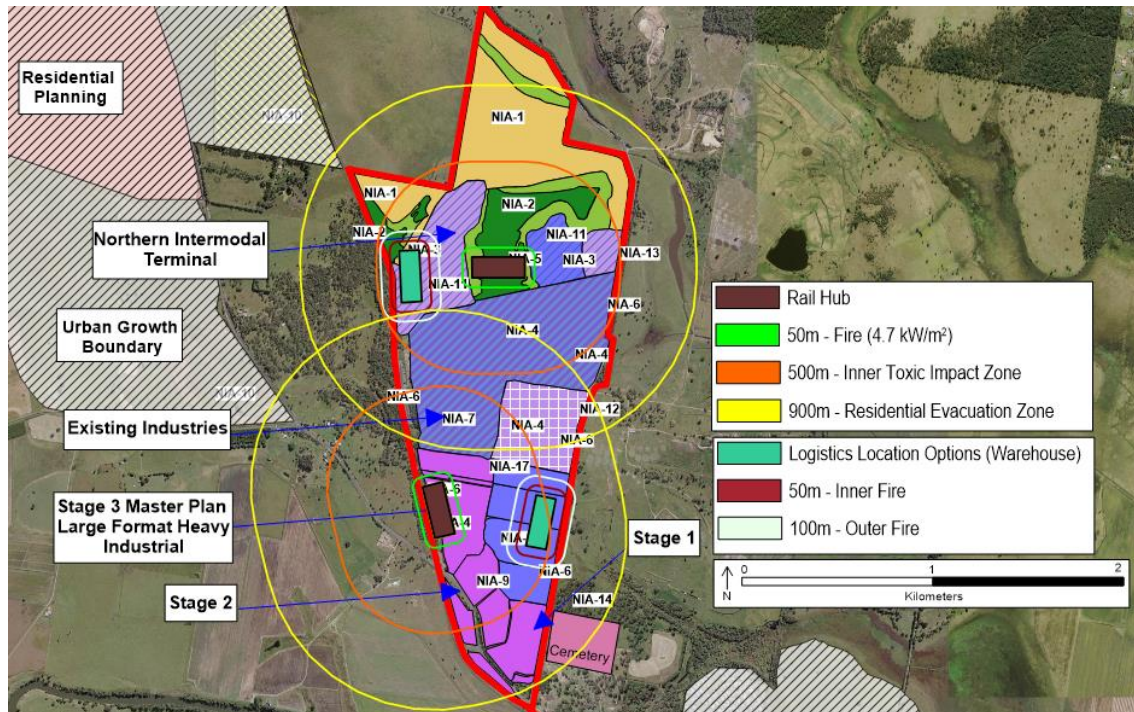 Residential
Planning
NIA-10
NIA-1
NIA-1
NIA-2
NIA-2
NIA-11
NIA-13
Northern Intermodal
Terminal
NIA-3
NIA-11
NIA-6
Urban Growth
Boundary
NIA-4
NIA-4
NIA-10
NIA-6
NIA-12
Existing Industries
NIA-7
NIA-4
NIA-6
NIA-17
Stage 3 Master Plan
Large Format Heavy
Industrial
Stage 1
NIA-6
NIA-9
Stage 2
NIA-14
Cemetery
Rail Hub
50m - Fire (4.7 kW/m²)
500m - Inner Toxic Impact Zone
900m - Residential Evacuation Zone
Logistics Location Options (Warehouse)
50m - Inner Fire
100m - Outer Fire
N
0 1 2
Kilometers